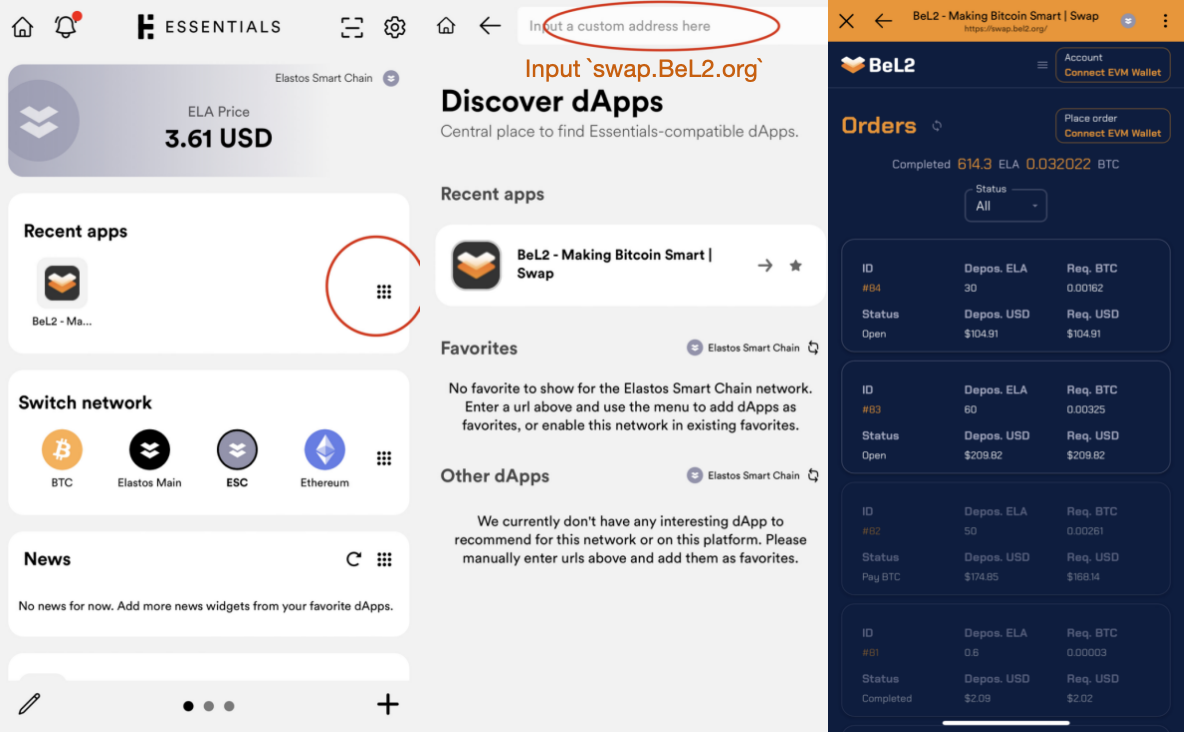 ESSENTIALS
Elastos Smart Chain
ELA Price
3.61 USD
Recent apps
BeL2 - Ma...
Switch network
BTC
Elastos Main
ESC
Ethereum
News
No news for now. Add more news widgets from your favorite dApps.
Input a custom address here
Input `swap.BeL2.org`
Discover dApps
Central place to find Essentials-compatible dApps.
Recent apps
BeL2 - Making Bitcoin Smart |
Swap
Favorites
Elastos Smart Chain
No favorite to show for the Elastos Smart Chain network.
Enter a url above and use the menu to add dApps as
favorites, or enable this network in existing favorites.
Other dApps
Elastos Smart Chain
We currently don't have any interesting dApp to
recommend for this network or on this platform. Please
manually enter urls above and add them as favorites.
BeL2 - Making Bitcoin Smart | Swap
https://swap.bel2.org/
BeL2
Account
Connect EVM Wallet
Orders
Place order
Connect EVM Wallet
Completed 614.3 ELA 0.032022 BTC
Status
All
ID Depos. ELA Req. BTC
#84 30 0.00162
Status Depos. USD Req. USD
Open $104.91 $104.91
ID Depos. ELA Req. BTC
#83 60 0.00325
Status Depos. USD Req. USD
Open $209.82 $209.82
ID Depos. ELA Req. BTC
#82 50 0.00261
Status Depos. USD Req. USD
Pay BTC $174.85 $168.14
ID Depos. ELA Req. BTC
#81 0.6 0.00003
Status Depos. USD Req. USD
Completed $2.09 $2.02